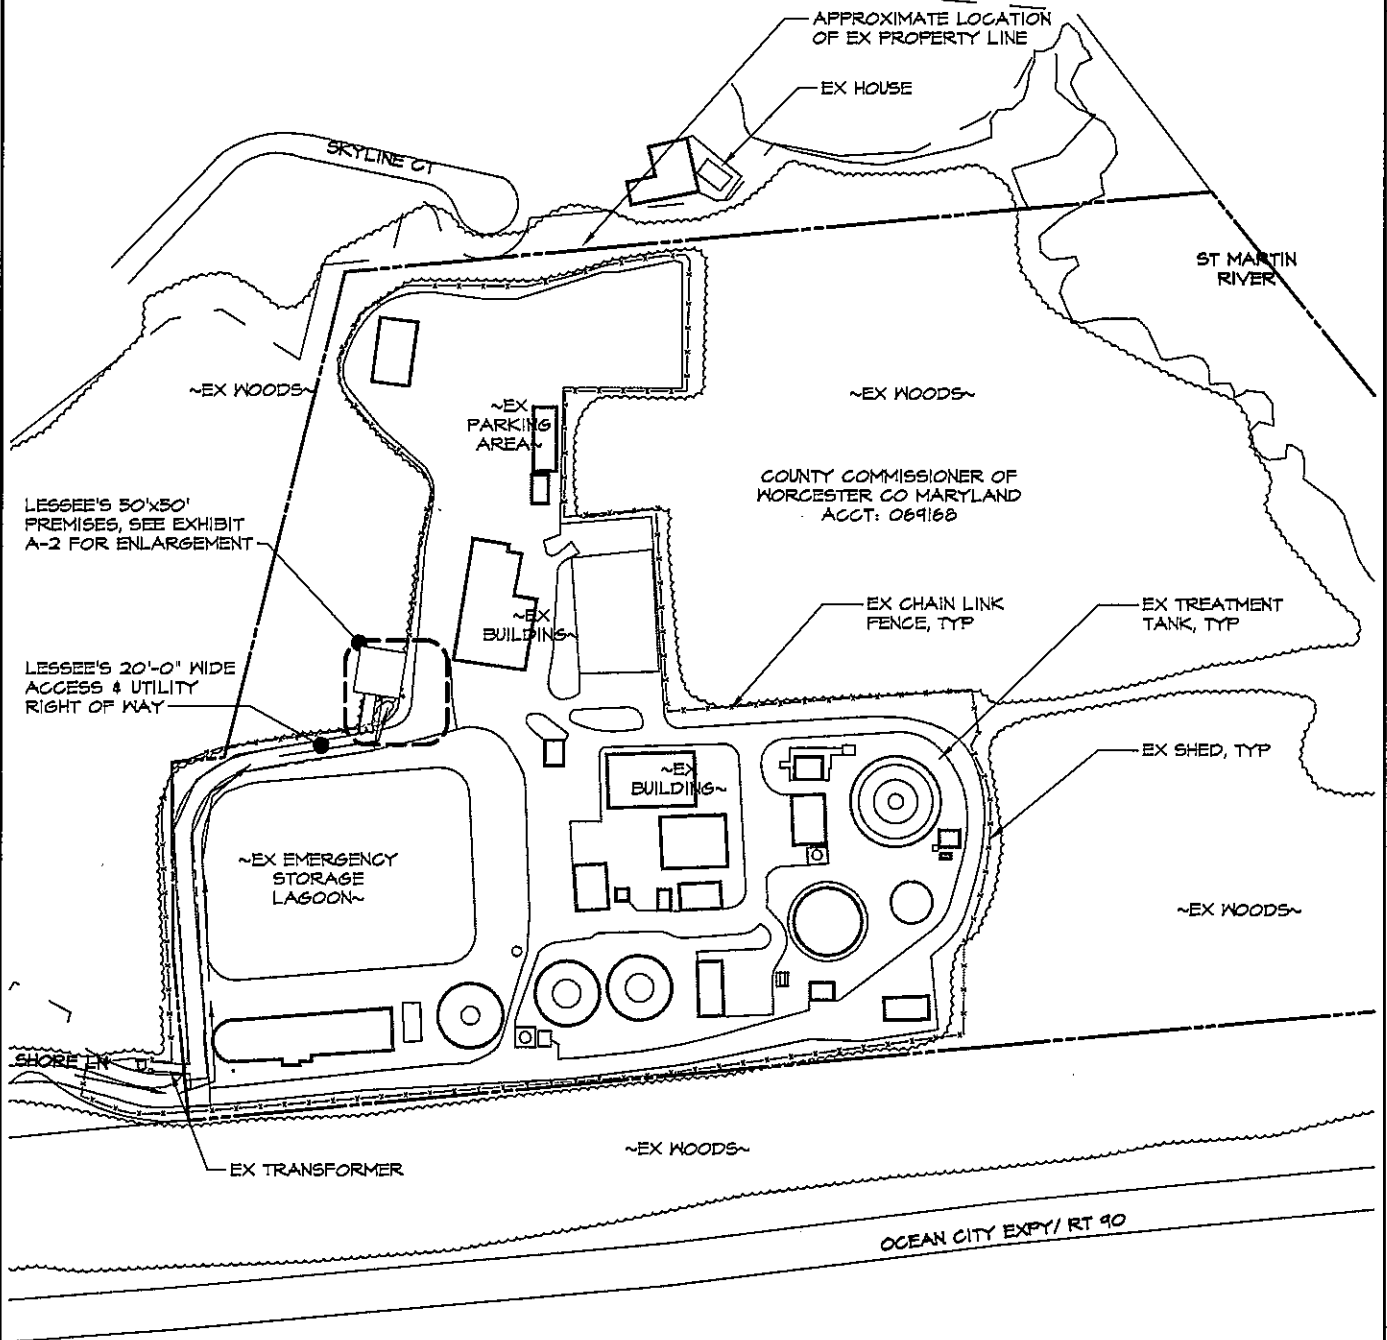 APPROXIMATE LOCATION
OF EX PROPERTY LINE
EX HOUSE
SKYLINE CT
ST MARTIN
RIVER
~EX WOODS~
~EX
PARKING
AREA~
~EX WOODS~
COUNTY COMMISSIONER OF
WORCESTER CO MARYLAND
ACCT: 069168
LESSEE'S 50'x50'
PREMISES, SEE EXHIBIT
A-2 FOR ENLARGEMENT
~EX
BUILDING~
EX CHAIN LINK
FENCE, TYP
EX TREATMENT
TANK, TYP
LESSEE'S 20'-0" WIDE
ACCESS & UTILITY
RIGHT OF WAY
EX SHED, TYP
~EX
BUILDING~
~EX EMERGENCY
STORAGE
LAGOON~
~EX WOODS~
SHORE LN
EX TRANSFORMER
~EX WOODS~
OCEAN CITY EXPY/ RT 90